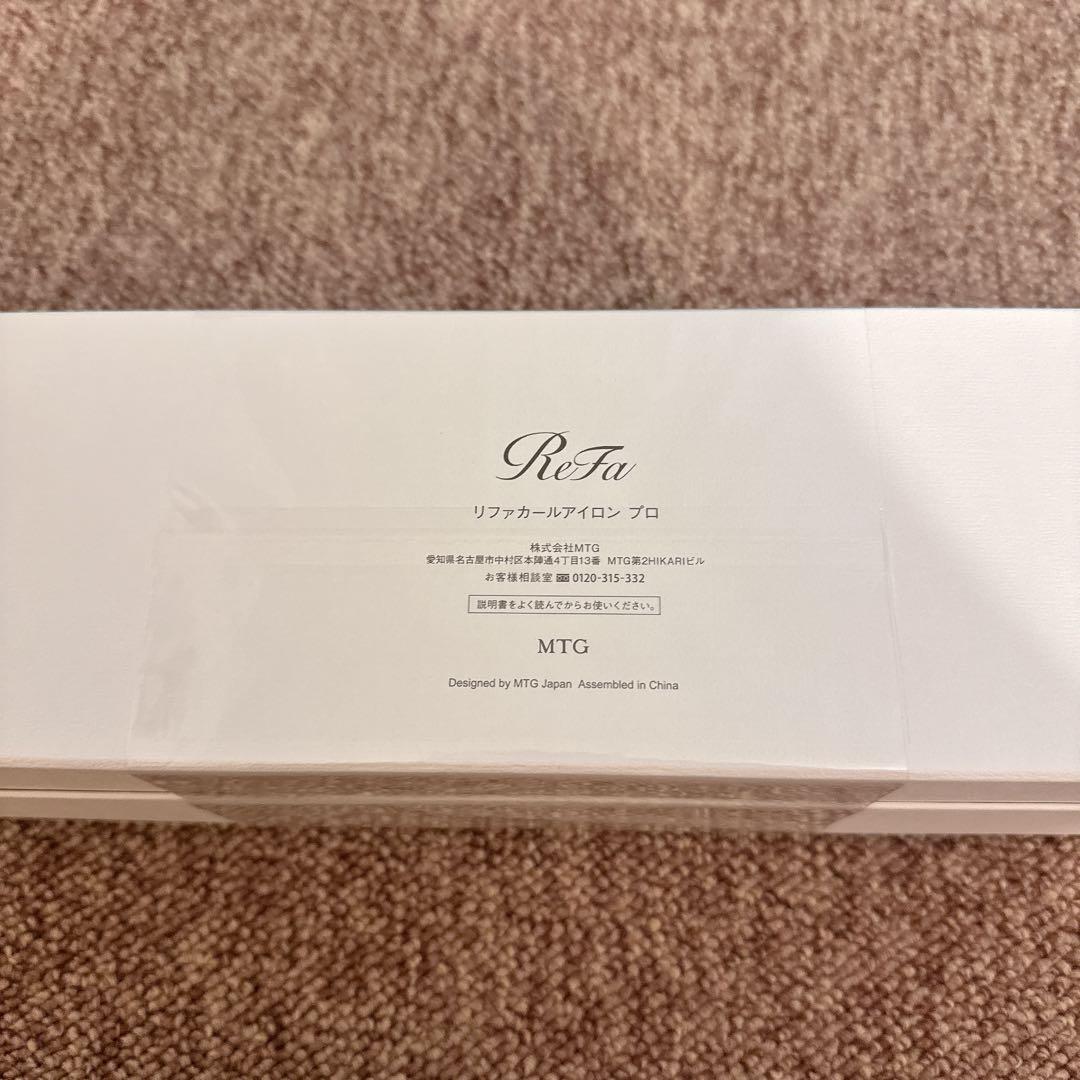 ReFa
リファカールアイロン プロ
株式会社MTG
愛知県名古屋市中村区本陣通4丁目13番 MTG第2HIKARIビル
お客様相談室 0120-315-332
説明書をよく読んでからお使いください。
MTG
Designed by MTG Japan Assembled in China